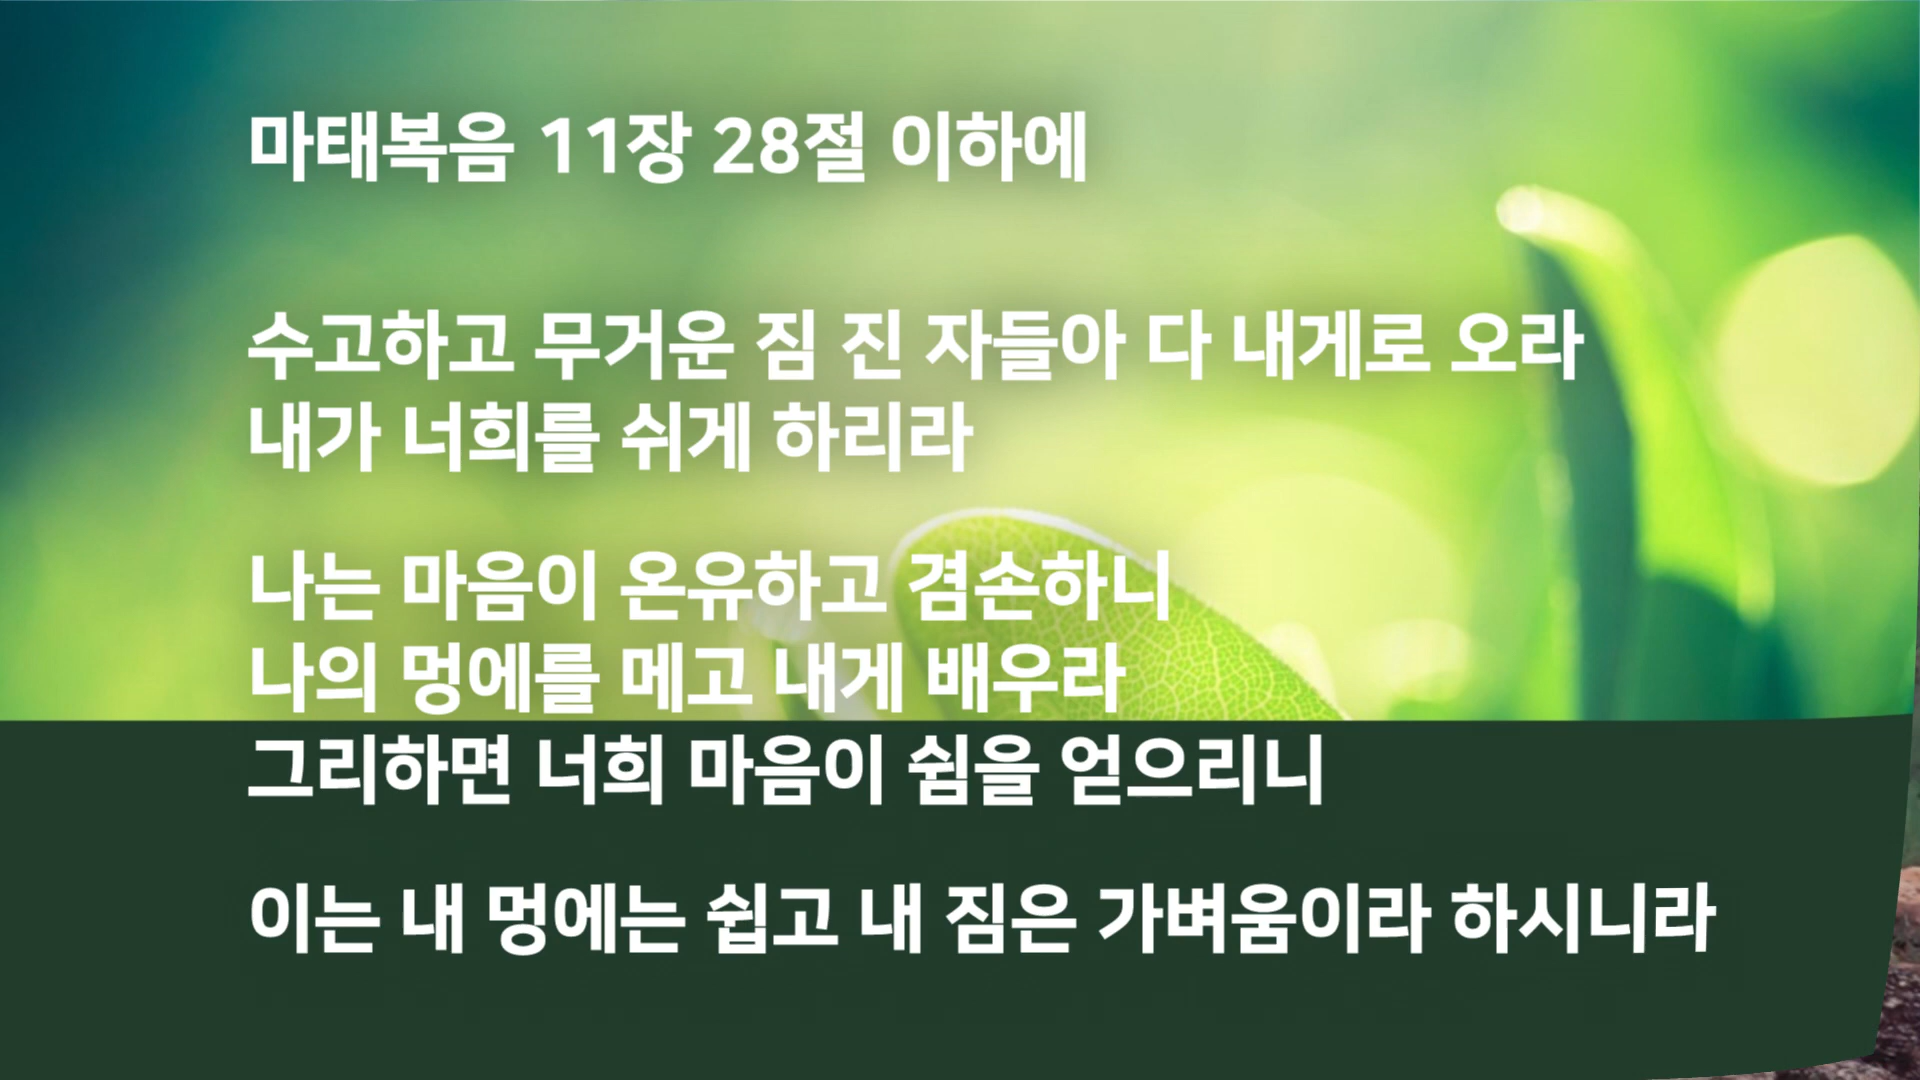 마태복음 11장 28절 이하에
수고하고 무거운 짐 진 자들아 다 내게로 오라
내가 너희를 쉬게 하리라
나는 마음이 온유하고 겸손하니
나의 멍에를 메고 내게 배우라
그리하면 너희 마음이 쉼을 얻으리니
이는 내 멍에는 쉽고 내 짐은 가벼움이라 하시니라